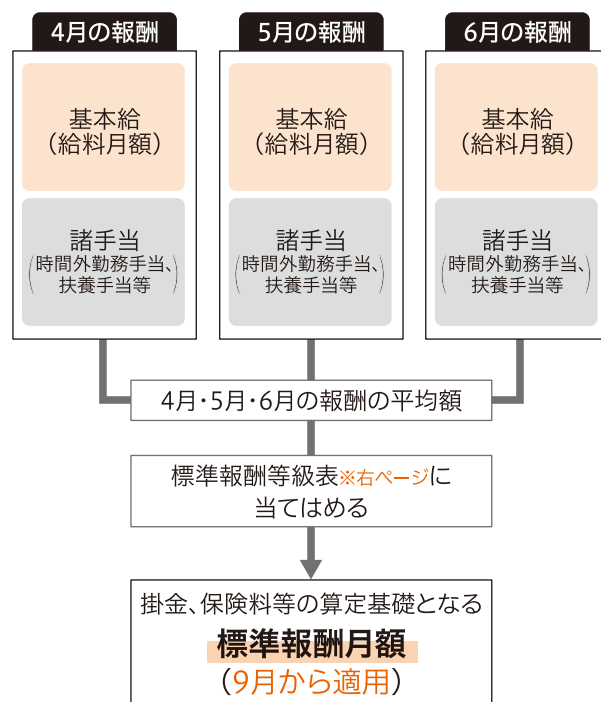 4月の報酬
基本給
（給料月額）
諸手当
（時間外勤務手当、
扶養手当等）
5月の報酬
基本給
（給料月額）
諸手当
（時間外勤務手当、
扶養手当等）
6月の報酬
基本給
（給料月額）
諸手当
（時間外勤務手当、
扶養手当等）
4月・5月・6月の報酬の平均額
標準報酬等級表※右ページに
当てはめる
掛金、保険料等の算定基礎となる
標準報酬月額
（9月から適用）